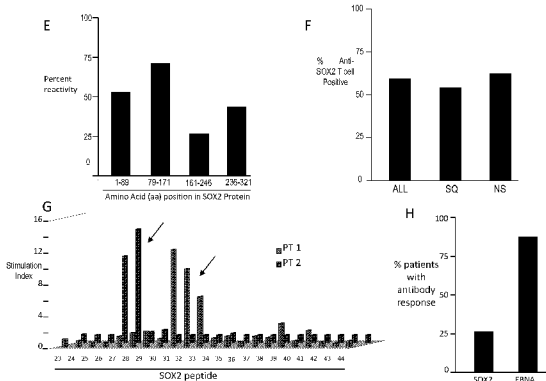 E
Percent
reactivity
100
75
50
25
0
1-89 79-171 161-246 236-321
Amino Acid (aa) position in SOX2 Protein
F
% Anti-
SOX2 T cell
Positive
100
75
50
25
0
ALL SQ NS
G
Stimulation
Index
16
12
8
4
0
PT 1
PT 2
23 24 25 26 27 28 29 30 31 32 33 34 35 36 37 38 39 40 41 42 43 44
SOX2 peptide
H
% patients
with
antibody
response
100
75
50
25
0
SOX2 EBNA